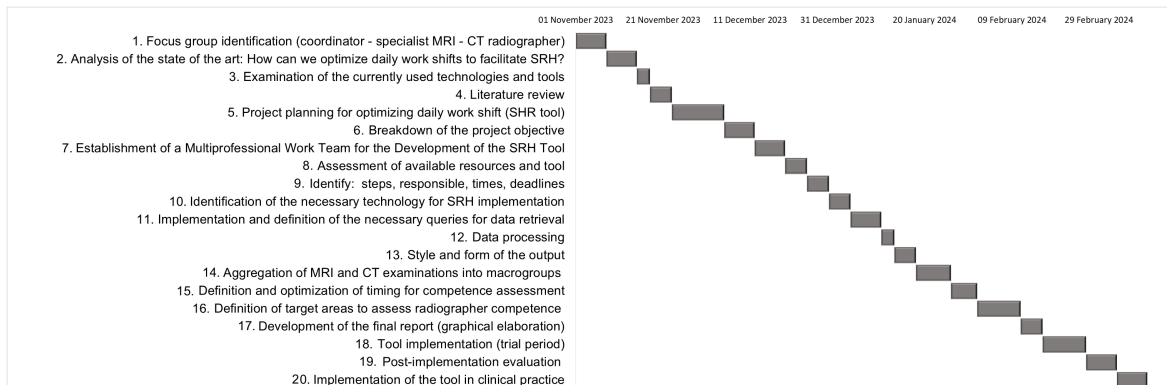 01 November 2023 21 November 2023 11 December 2023 31 December 2023 20 January 2024 09 February 2024 29 February 2024
1. Focus group identification (coordinator - specialist MRI - CT radiographer)
2. Analysis of the state of the art: How can we optimize daily work shifts to facilitate SRH?
3. Examination of the currently used technologies and tools
4. Literature review
5. Project planning for optimizing daily work shift (SHR tool)
6. Breakdown of the project objective
7. Establishment of a Multiprofessional Work Team for the Development of the SRH Tool
8. Assessment of available resources and tool
9. Identify: steps, responsible, times, deadlines
10. Identification of the necessary technology for SRH implementation
11. Implementation and definition of the necessary queries for data retrieval
12. Data processing
13. Style and form of the output
14. Aggregation of MRI and CT examinations into macrogroups
15. Definition and optimization of timing for competence assessment
16. Definition of target areas to assess radiographer competence
17. Development of the final report (graphical elaboration)
18. Tool implementation (trial period)
19. Post-implementation evaluation
20. Implementation of the tool in clinical practice